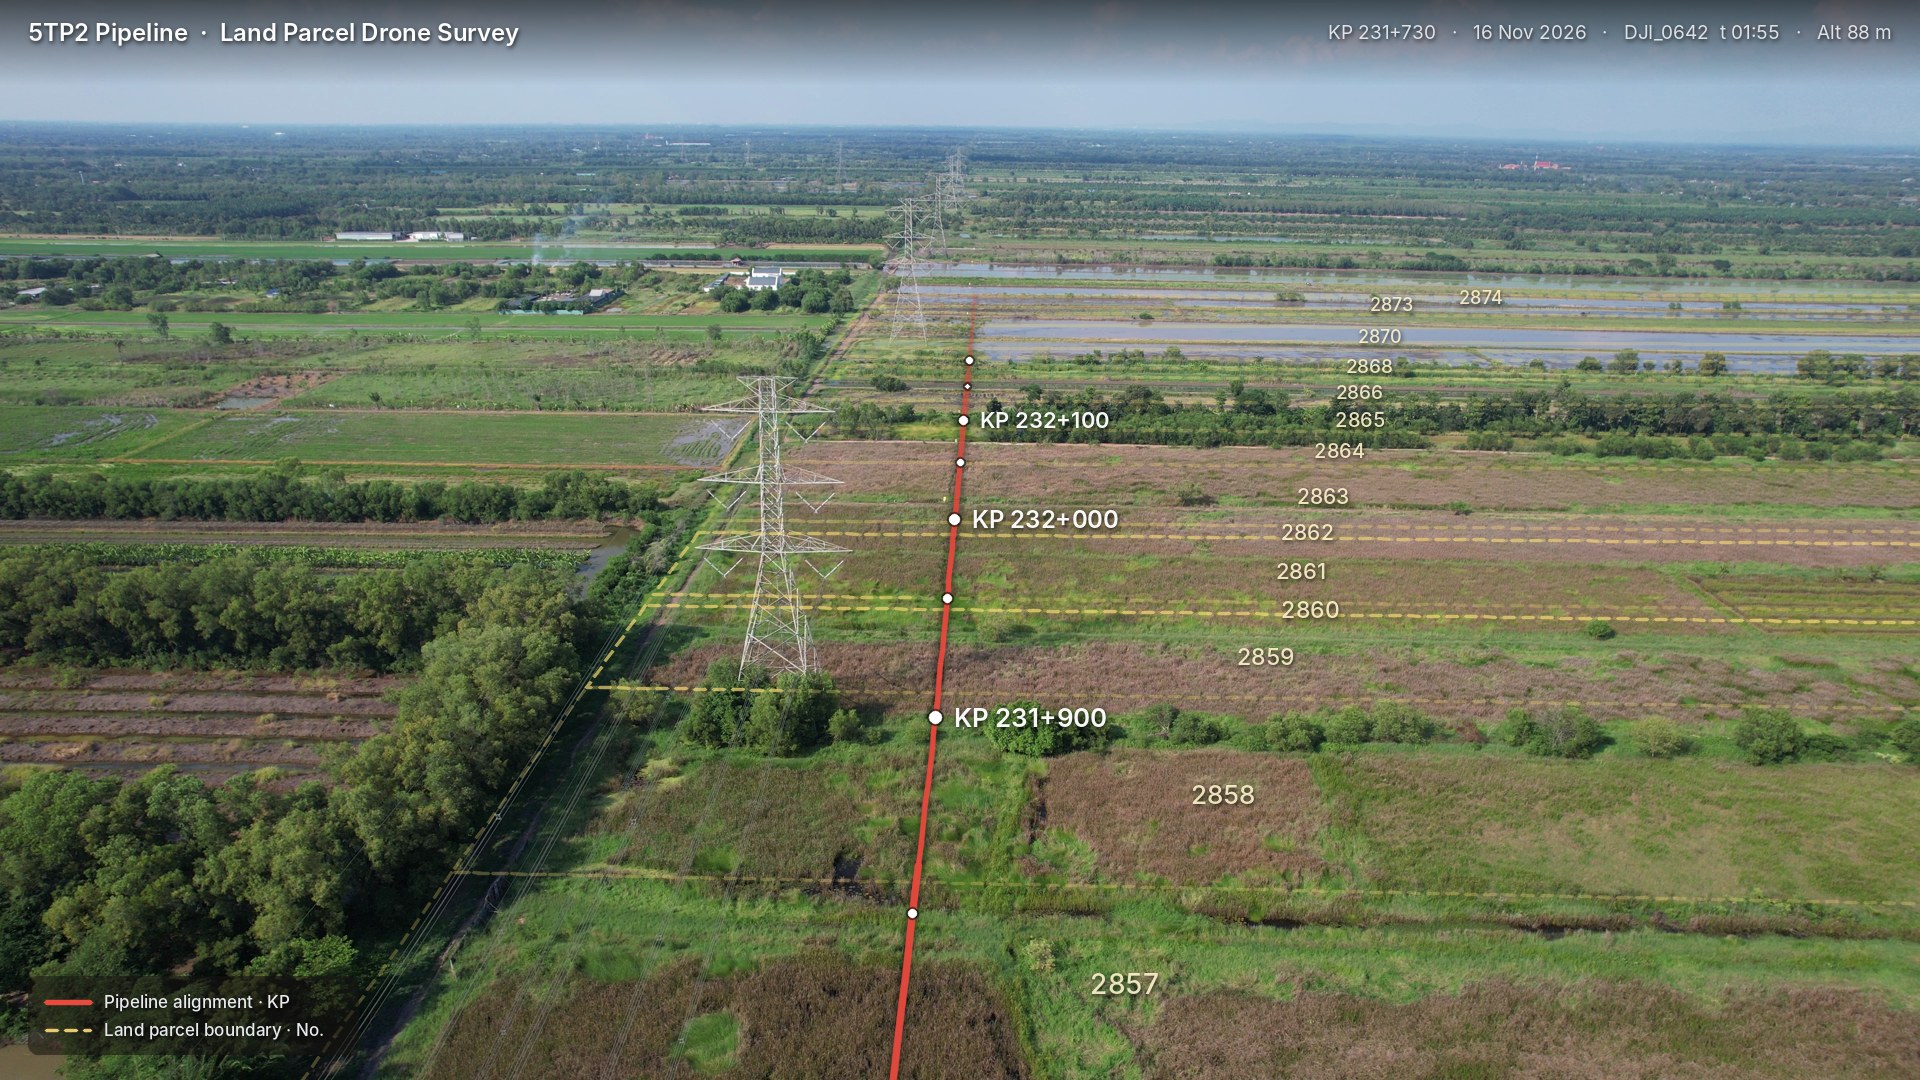 5TP2 Pipeline · Land Parcel Drone Survey
KP 231+730 · 16 Nov 2026 · DJI_0642 t 01:55 · Alt 88 m
2874
2873
2870
2868
2866
KP 232+100
2865
2864
2863
KP 232+000
2862
2861
2860
2859
KP 231+900
2858
2857
Pipeline alignment · KP
Land parcel boundary · No.